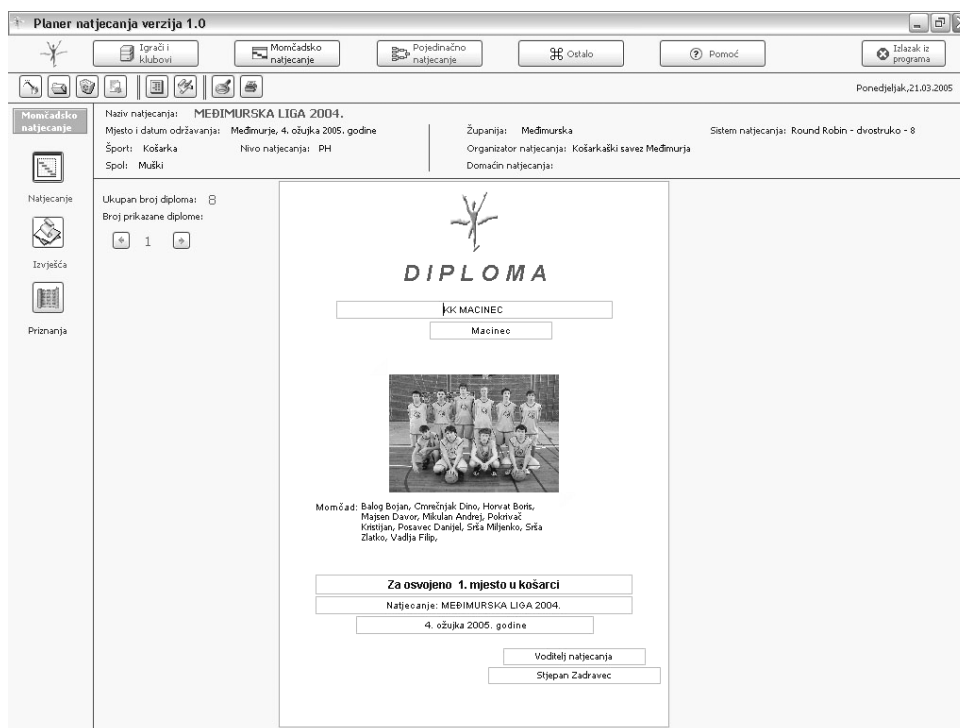 Planer natjecanja verzija 1.0
Igrači i klubovi
Momčadsko natjecanje
Pojedinačno natjecanje
Ostalo
Pomoć
Izlazak iz programa
Ponedjeljak,21.03.2005
Momčadsko natjecanje
Naziv natjecanja: MEĐIMURSKA LIGA 2004.
Mjesto i datum održavanja: Međimurje, 4. ožujka 2005. godine
Šport: Košarka Nivo natjecanja: PH
Spol: Muški
Županija: Međimurska
Organizator natjecanja: Košarkaški savez Međimurja
Domaćin natjecanja:
Sistem natjecanja: Round Robin - dvostruko - 8
Natjecanje
Izvješća
Priznanja
Ukupan broj diploma: 8
Broj prikazane diplome:
1
DIPLOMA
KK MACINEC
Macinec
Momčad: Balog Bojan, Cmrečnjak Dino, Horvat Boris,
Majsen Davor, Mikulan Andrej, Pokrivač
Kristijan, Posavec Danijel, Srša Miljenko, Srša
Zlatko, Vadlja Filip,
Za osvojeno 1. mjesto u košarci
Natjecanje: MEĐIMURSKA LIGA 2004.
4. ožujka 2005. godine
Voditelj natjecanja
Stjepan Zadravec